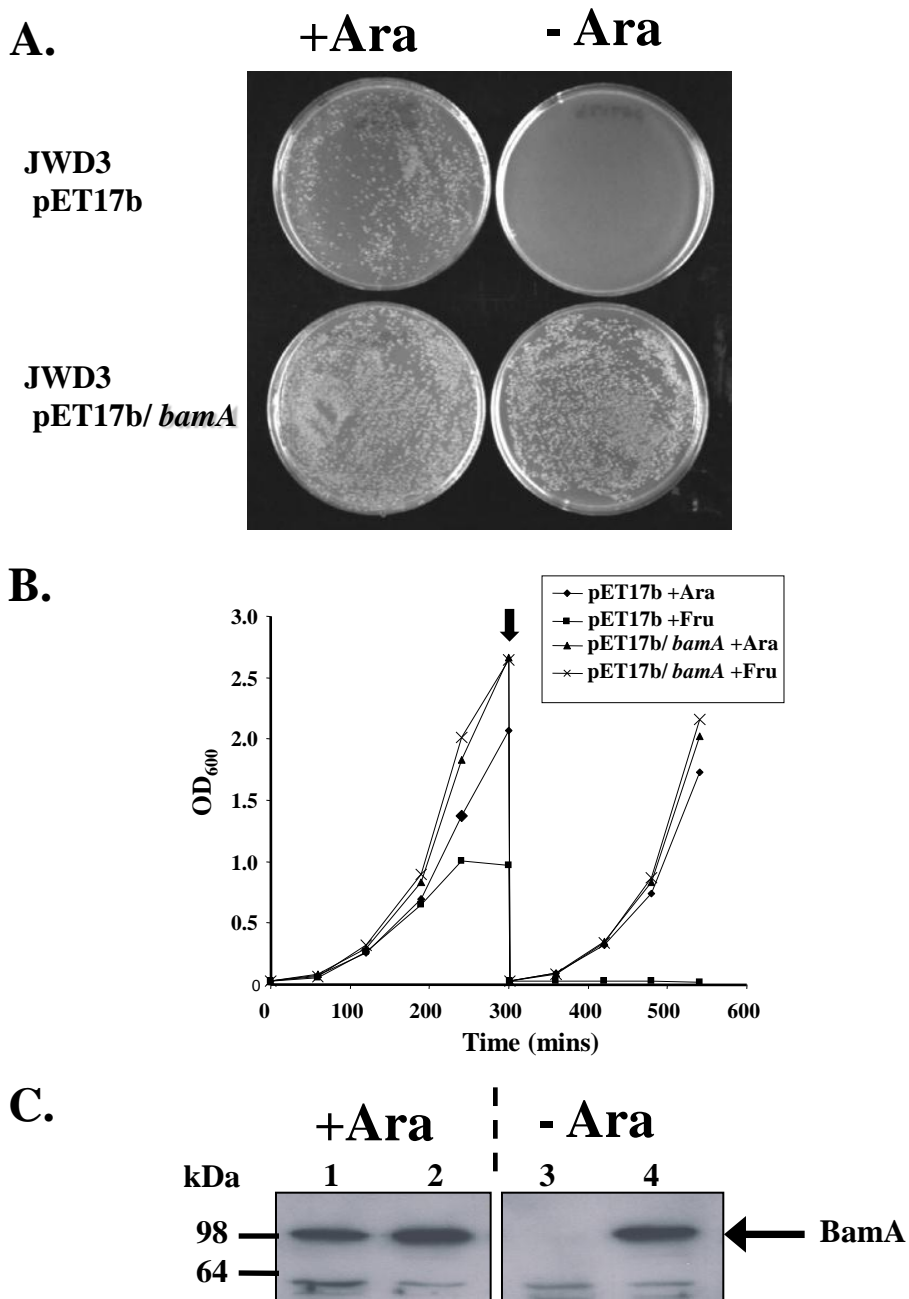 A.
+Ara - Ara
JWD3
pET17b
JWD3
pET17b/ bamA
B.
pET17b +Ara
pET17b +Fru
pET17b/ bamA +Ara
pET17b/ bamA +Fru
3.0
2.5
2.0
1.5
1.0
0.5
0
OD600
0 100 200 300 400 500 600
Time (mins)
C.
+Ara - Ara
kDa 1 2 3 4
98
BamA
64